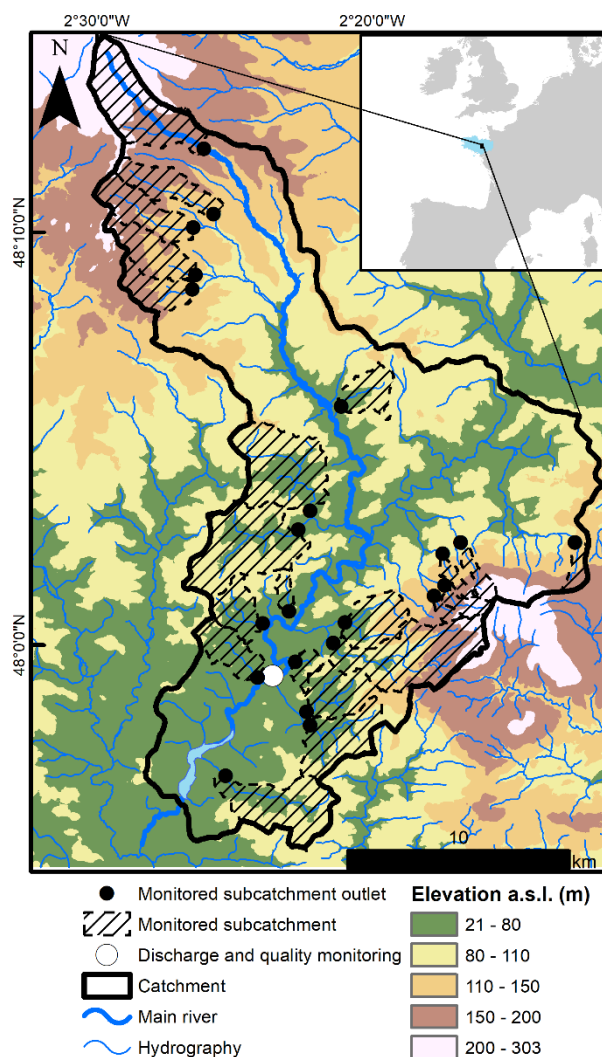 2°30'0"W
2°20'0"W
N
48°10'0"N
48°0'0"N
10
km
Monitored subcatchment outlet
Monitored subcatchment
Discharge and quality monitoring
Catchment
Main river
Hydrography
Elevation a.s.l. (m)
21 - 80
80 - 110
110 - 150
150 - 200
200 - 303